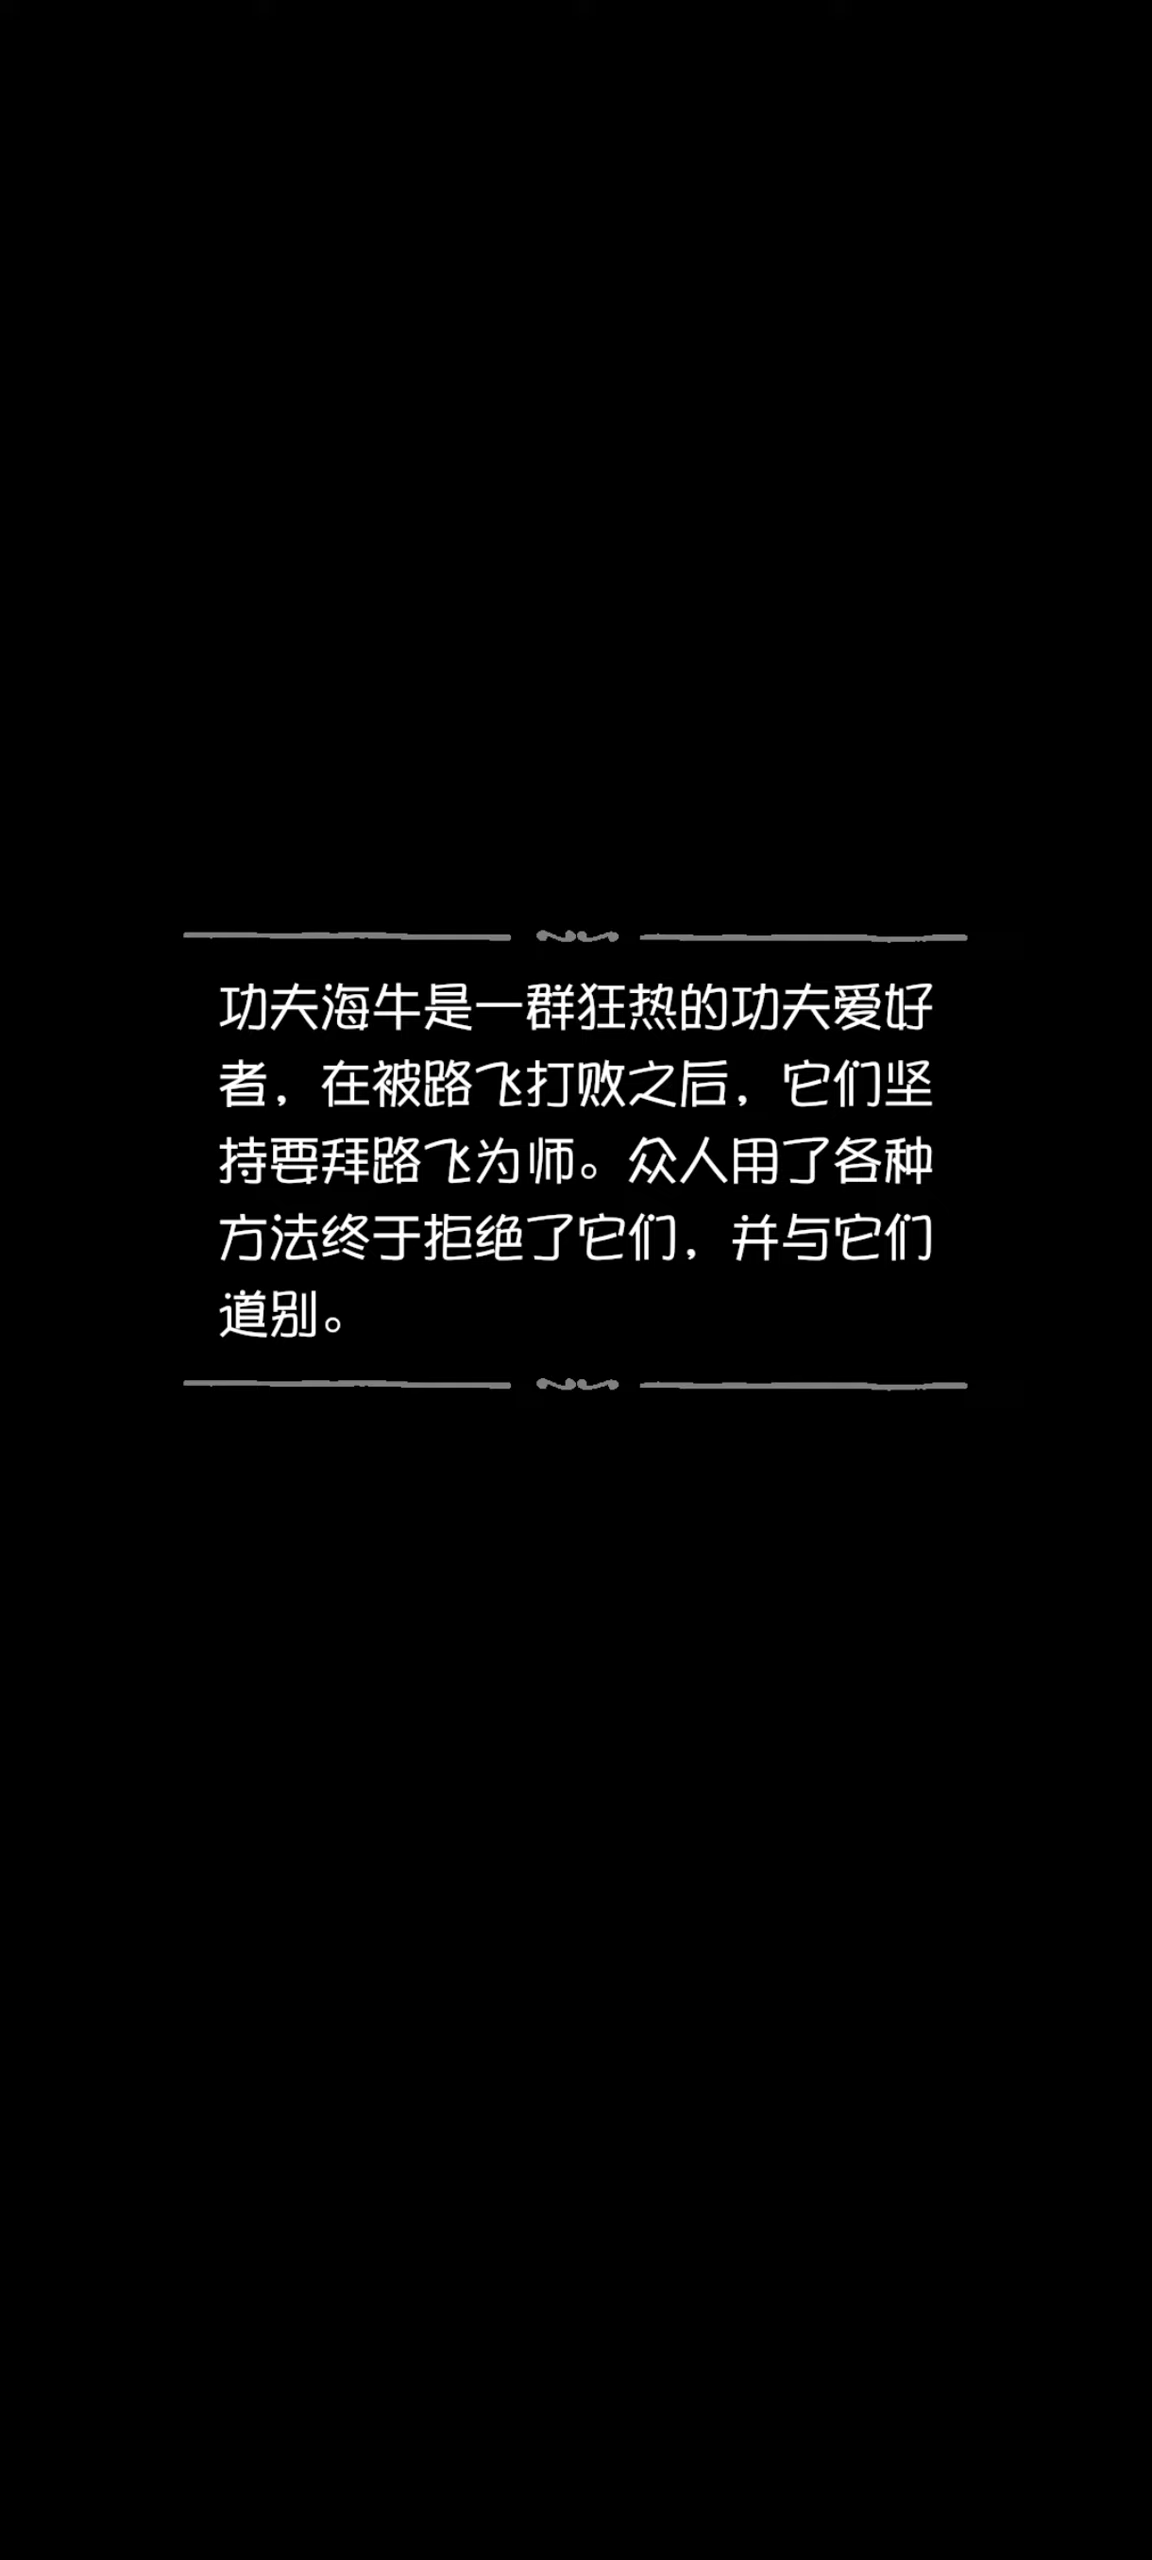 功夫海牛是一群狂热的功夫爱好
者，在被路飞打败之后，它们坚
持要拜路飞为师。众人用了各种
方法终于拒绝了它们，并与它们
道别。